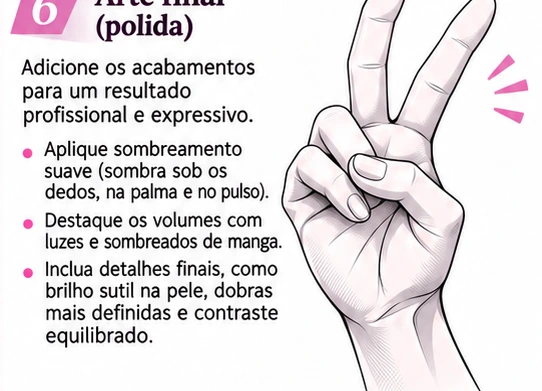 6
Arte final
(polida)
Adicione os acabamentos
para um resultado
profissional e expressivo.
Aplique sombreamento
suave (sombra sob os
dedos, na palma e no pulso).
Destaque os volumes com
luzes e sombreados de manga.
Inclua detalhes finais, como
brilho sutil na pele, dobras
mais definidas e contraste
equilibrado.